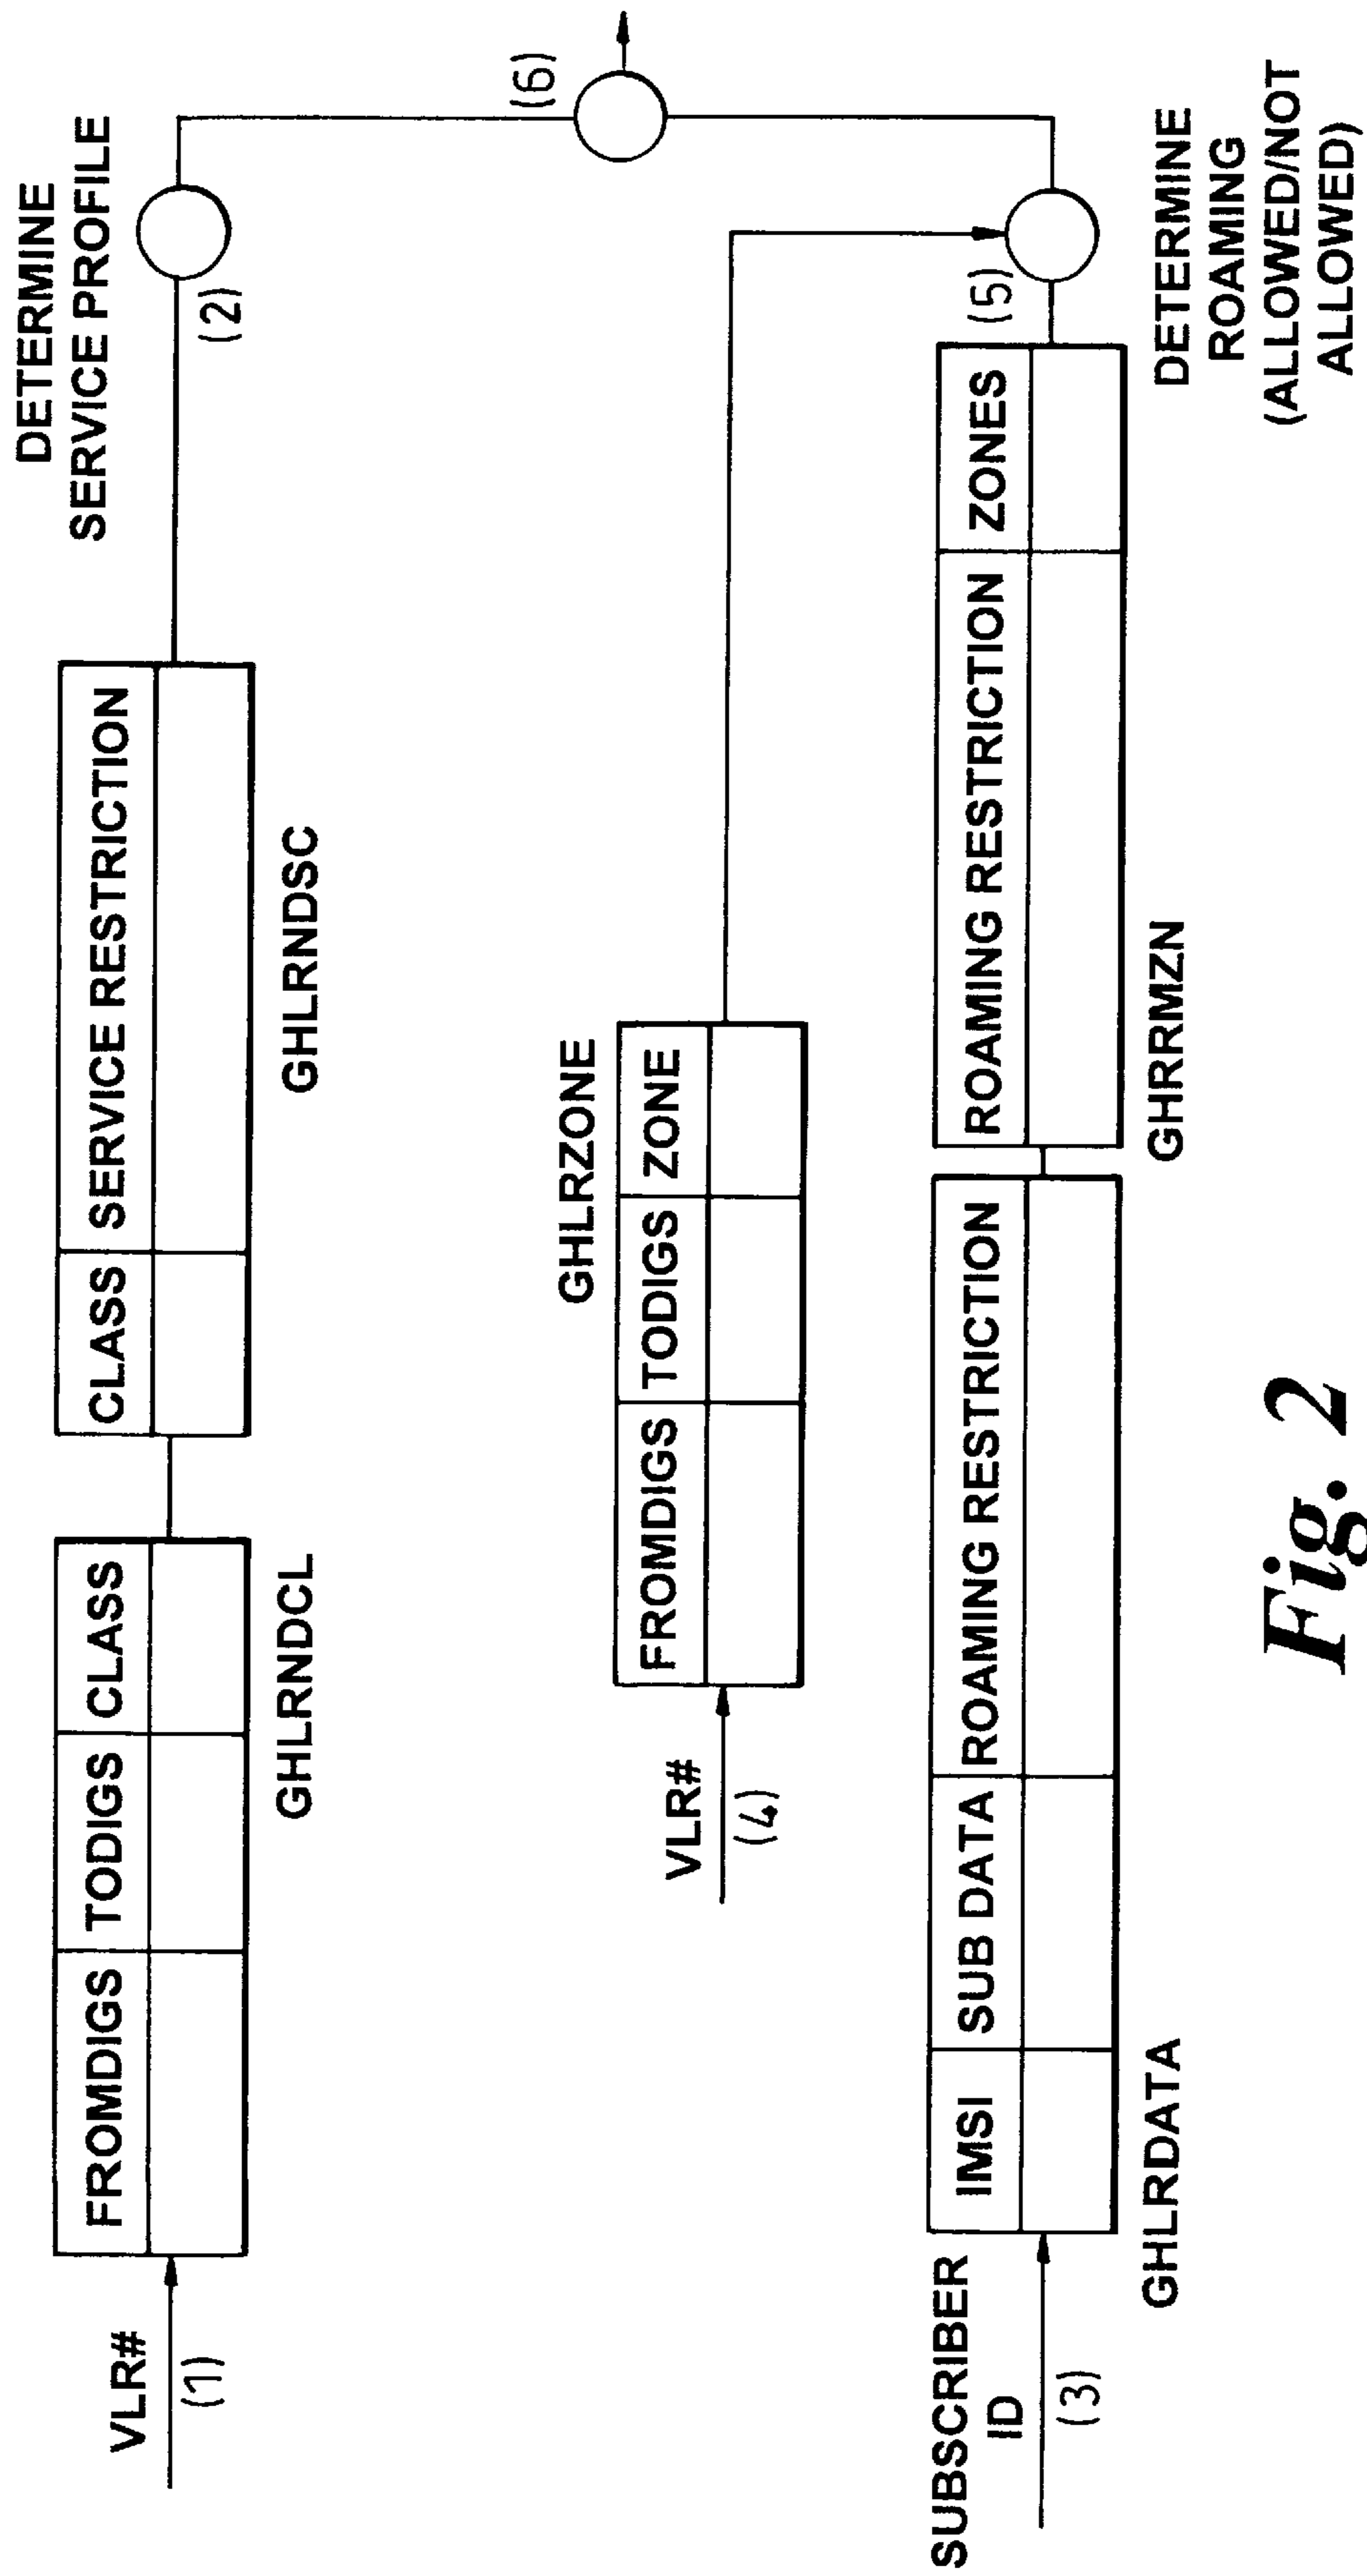 DETERMINE
SERVICE PROFILE
VLR#
(1)
FROMDIGS TODIGS CLASS
GHLRNDCL
CLASS SERVICE RESTRICTION
GHLRNDSC
(2)
(6)
VLR#
(4)
GHLRZONE
FROMDIGS TODIGS ZONE
SUBSCRIBER
ID
(3)
IMSI SUB DATA ROAMING RESTRICTION
GHLRDATA
ROAMING RESTRICTION ZONES
GHRRMZN
(5)
DETERMINE
ROAMING
(ALLOWED/NOT
ALLOWED)
Fig. 2